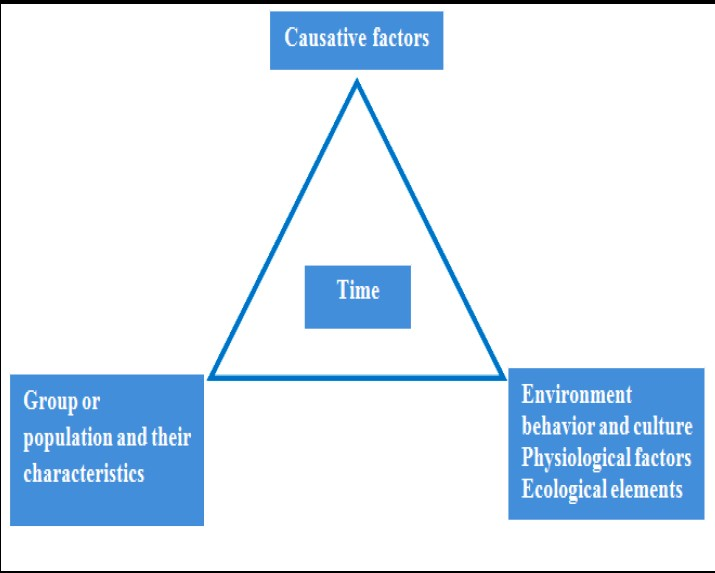 Causative factors
Time
Group or
population and their
characteristics
Environment
behavior and culture
Physiological factors
Ecological elements